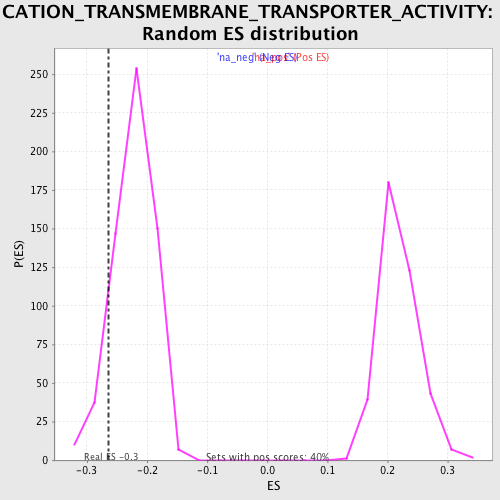 CATION_TRANSMEMBRANE_TRANSPORTER_ACTIVITY:
Random ES distribution
'na_neg' (Neg ES)
'na_pos' (Pos ES)
250
225
200
175
150
125
100
75
50
25
0
P(ES)
Real ES -0.3
Sets with pos scores: 40%
-0.3 -0.2 -0.1 0.0 0.1 0.2 0.3
ES